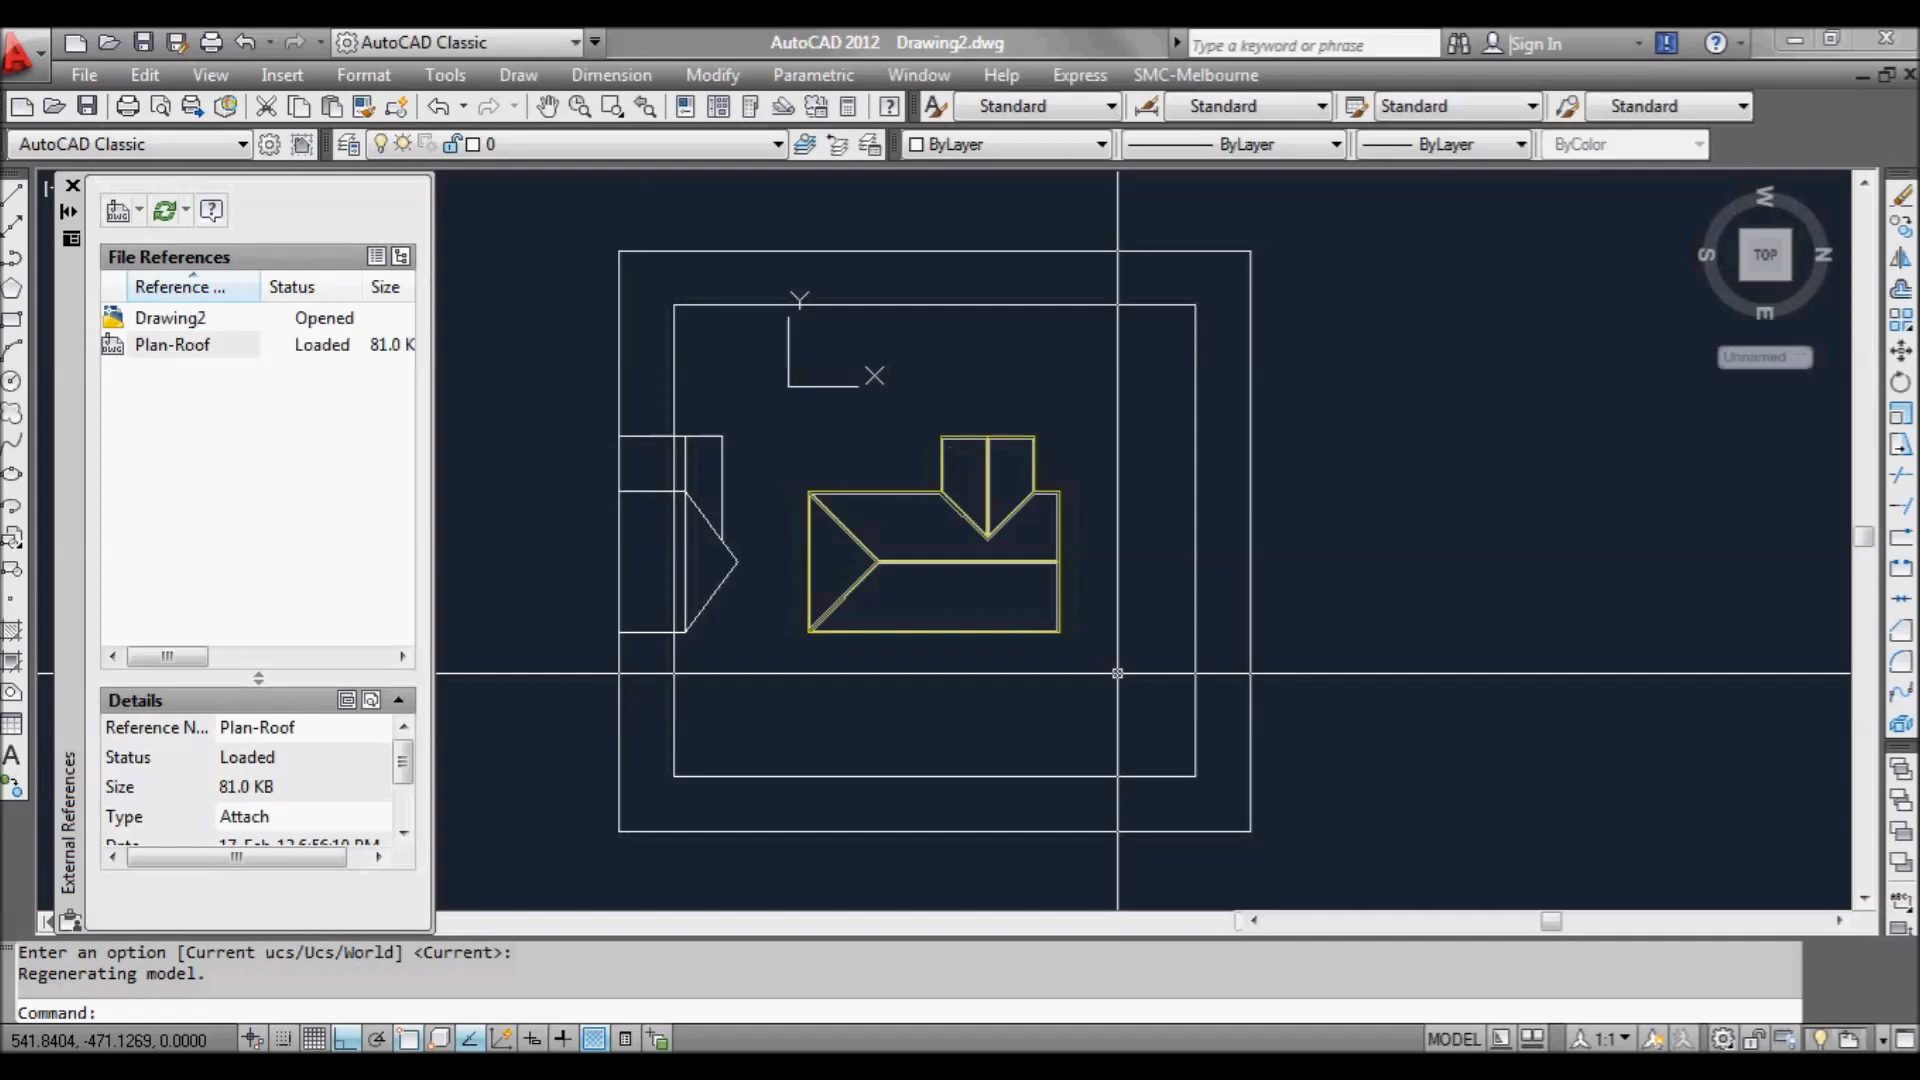 AutoCAD Classic
AutoCAD 2012 Drawing2.dwg
Type a keyword or phrase
Sign In
File Edit View Insert Format Tools Draw Dimension Modify Parametric Window Help Express SMC-Melbourne
Standard Standard Standard Standard
AutoCAD Classic 0 ByLayer ByLayer ByLayer ByColor
File References
Reference ... Status Size
Drawing2 Opened
Plan-Roof Loaded 81.0 K
Details
Reference N... Plan-Roof
Status Loaded
Size 81.0 KB
Type Attach
External References
Y
X
W
S TOP N
E
Unnamed
Enter an option [Current ucs/Ucs/World] <Current>:
Regenerating model.
Command:
541.8404, -471.1269, 0.0000
MODEL 1:1